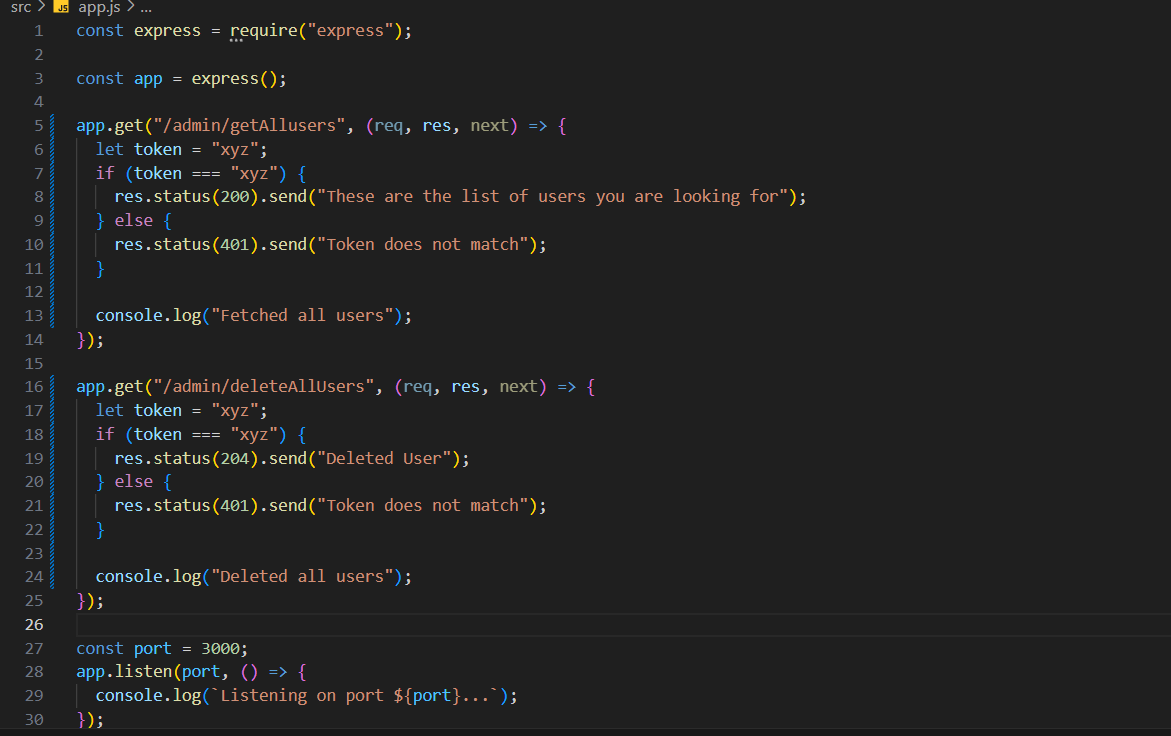 src > JS app.js > ...
1 const express = require("express");
2
3 const app = express();
4
5 app.get("/admin/getAllusers", (req, res, next) => {
6   let token = "xyz";
7   if (token === "xyz") {
8     res.status(200).send("These are the list of users you are looking for");
9   } else {
10     res.status(401).send("Token does not match");
11   }
12
13   console.log("Fetched all users");
14 });
15
16 app.get("/admin/deleteAllUsers", (req, res, next) => {
17   let token = "xyz";
18   if (token === "xyz") {
19     res.status(204).send("Deleted User");
20   } else {
21     res.status(401).send("Token does not match");
22   }
23
24   console.log("Deleted all users");
25 });
26
27 const port = 3000;
28 app.listen(port, () => {
29   console.log(`Listening on port ${port}...`);
30 });